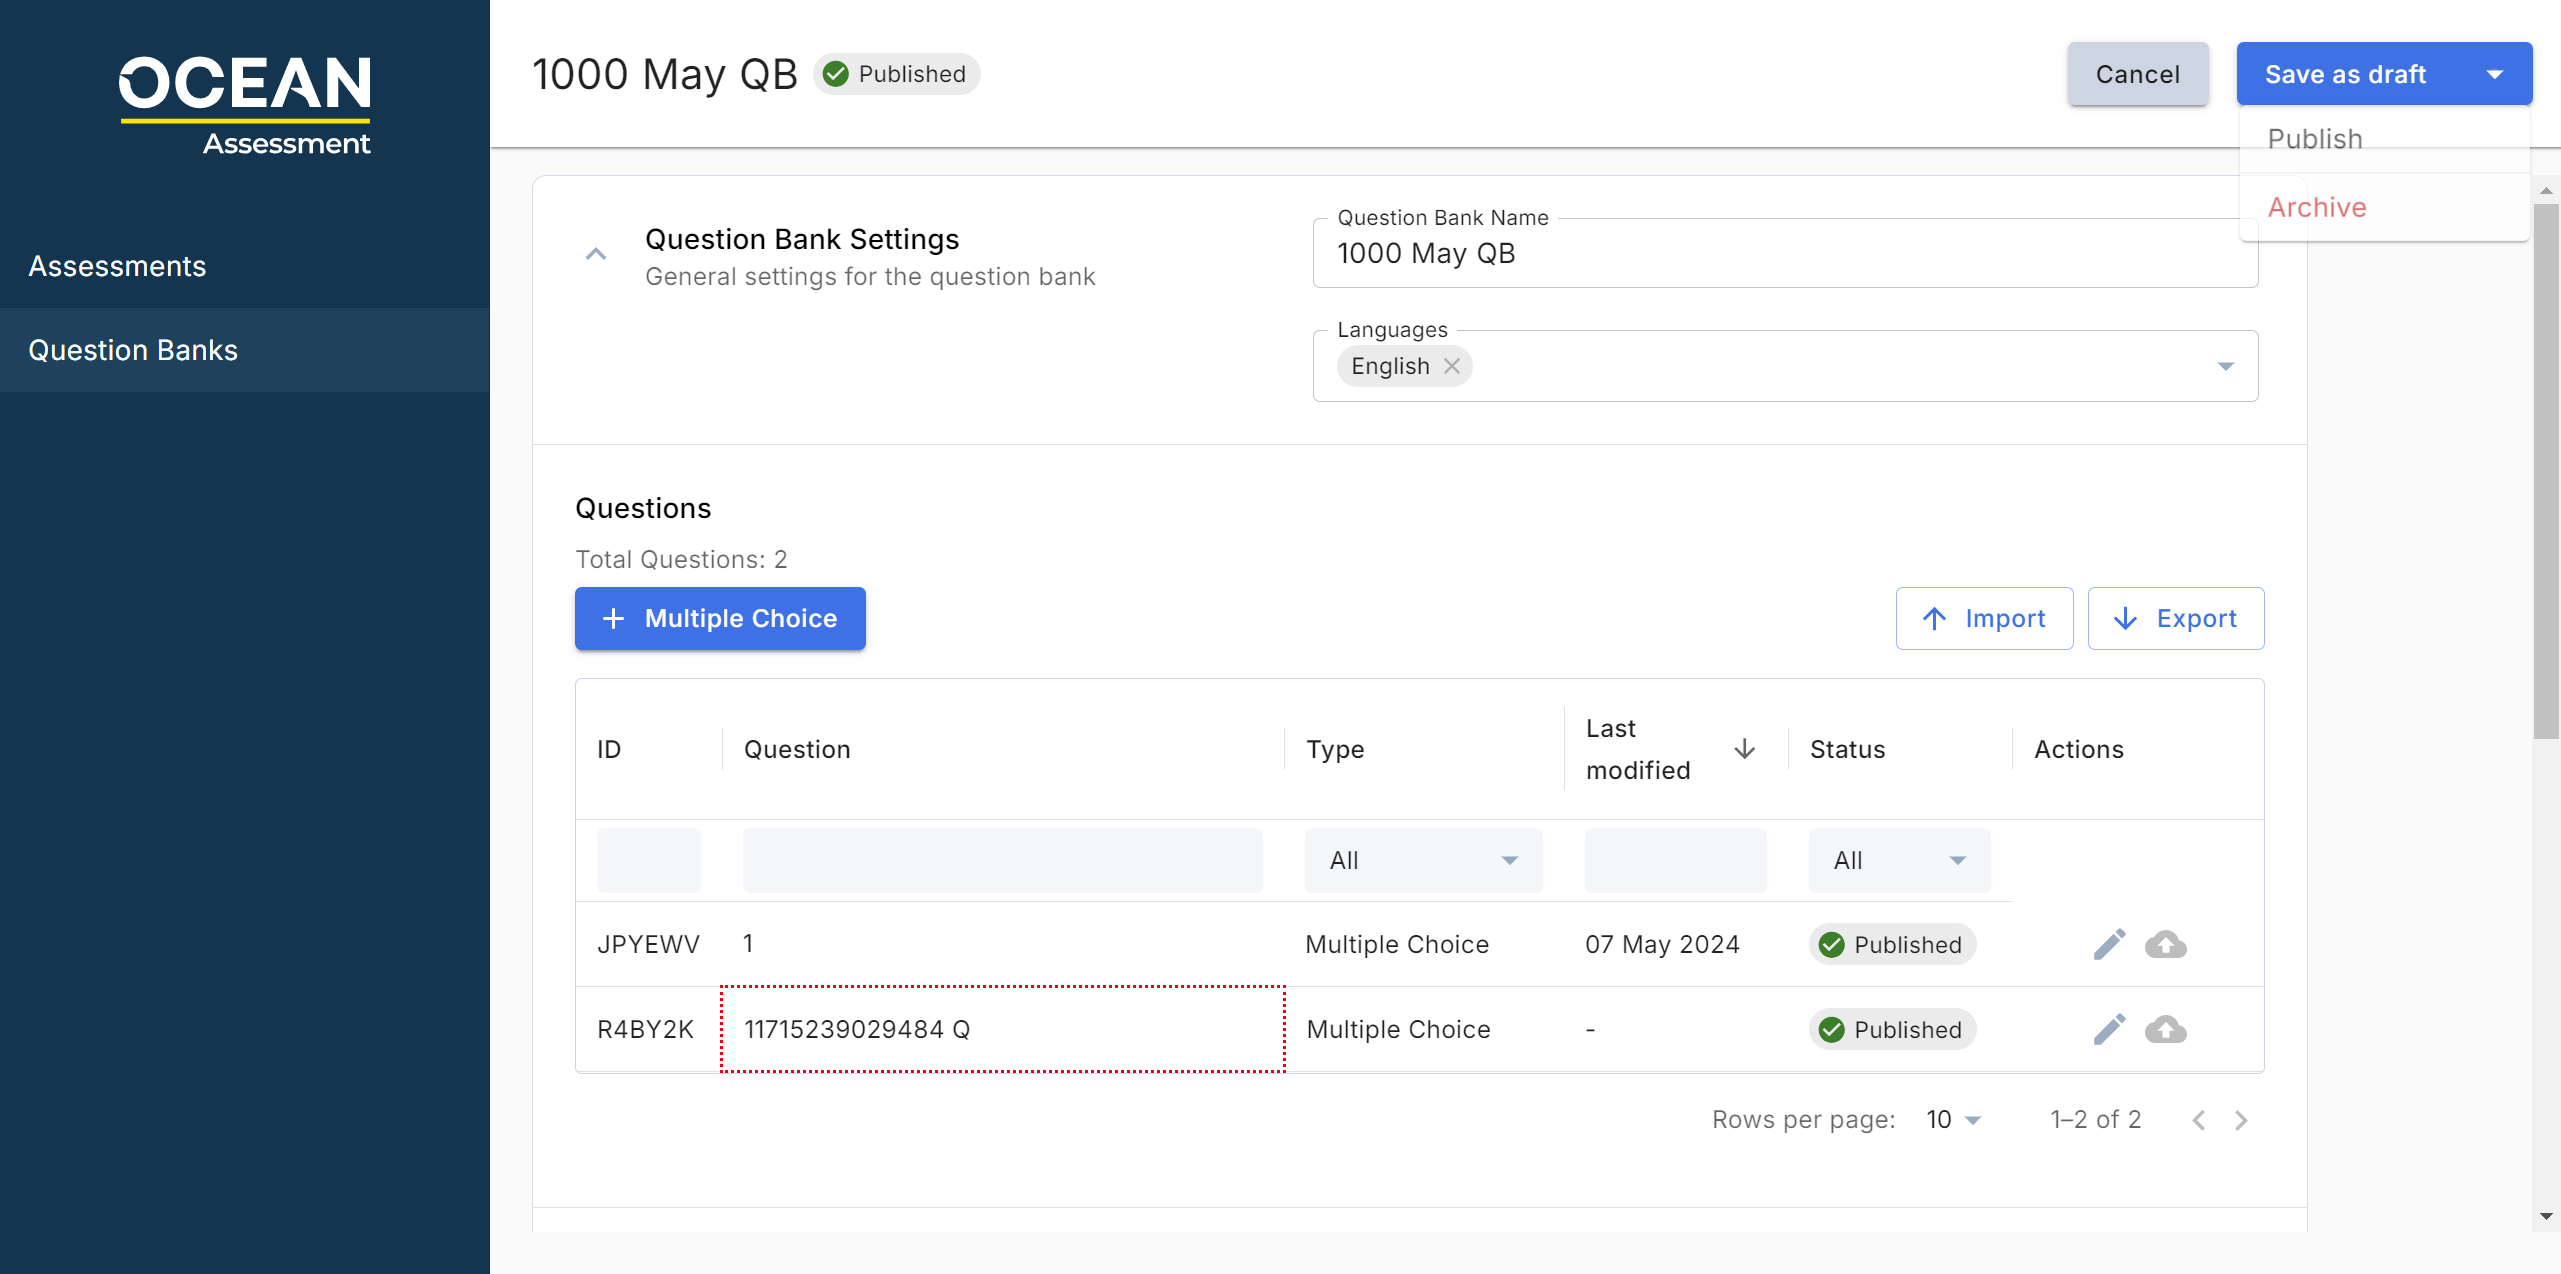 OCEAN
Assessment
Assessments
Question Banks
1000 May QB
Published
Cancel
Save as draft
Publish
Archive
Question Bank Settings
General settings for the question bank
Question Bank Name
1000 May QB
Languages
English
Questions
Total Questions: 2
Multiple Choice
Import
Export
ID
Question
Type
Last
modified
Status
Actions
All
All
JPYEWV
1
Multiple Choice
07 May 2024
Published
R4BY2K
11715239029484 Q
Multiple Choice
-
Published
Rows per page:
10
1–2 of 2